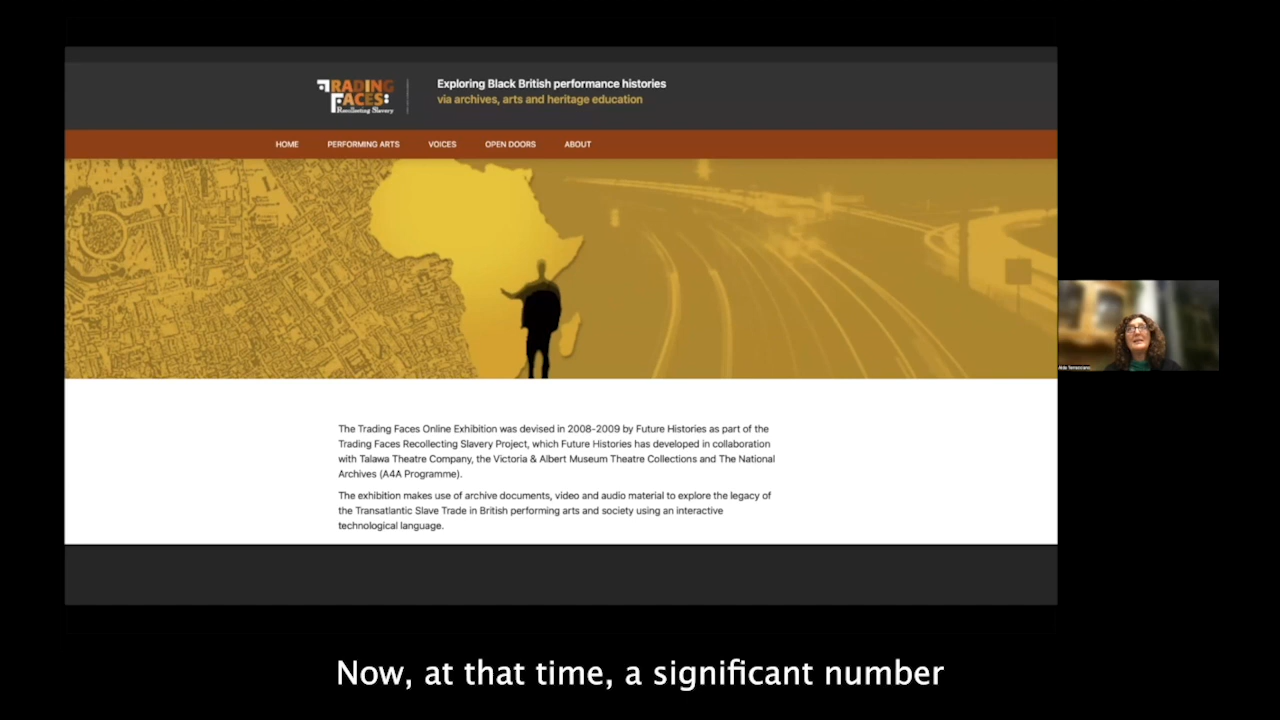 TRADING
FACES:
Recollecting Slavery
Exploring Black British performance histories
via archives, arts and heritage education
HOME
PERFORMING ARTS
VOICES
OPEN DOORS
ABOUT
The Trading Faces Online Exhibition was devised in 2008-2009 by Future Histories as part of the
Trading Faces Recollecting Slavery Project, which Future Histories has developed in collaboration
with Talawa Theatre Company, the Victoria & Albert Museum Theatre Collections and The National
Archives (A4A Programme).
The exhibition makes use of archive documents, video and audio material to explore the legacy of
the Transatlantic Slave Trade in British performing arts and society using an interactive
technological language.
Now, at that time, a significant number